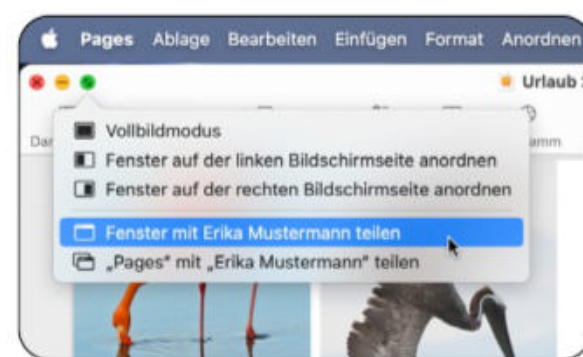 Pages Ablage Bearbeiten Einfügen Format Anordnen
Urlaub
Vollbildmodus
Fenster auf der linken Bildschirmseite anordnen
Fenster auf der rechten Bildschirmseite anordnen
Fenster mit Erika Mustermann teilen
„Pages“ mit „Erika Mustermann“ teilen